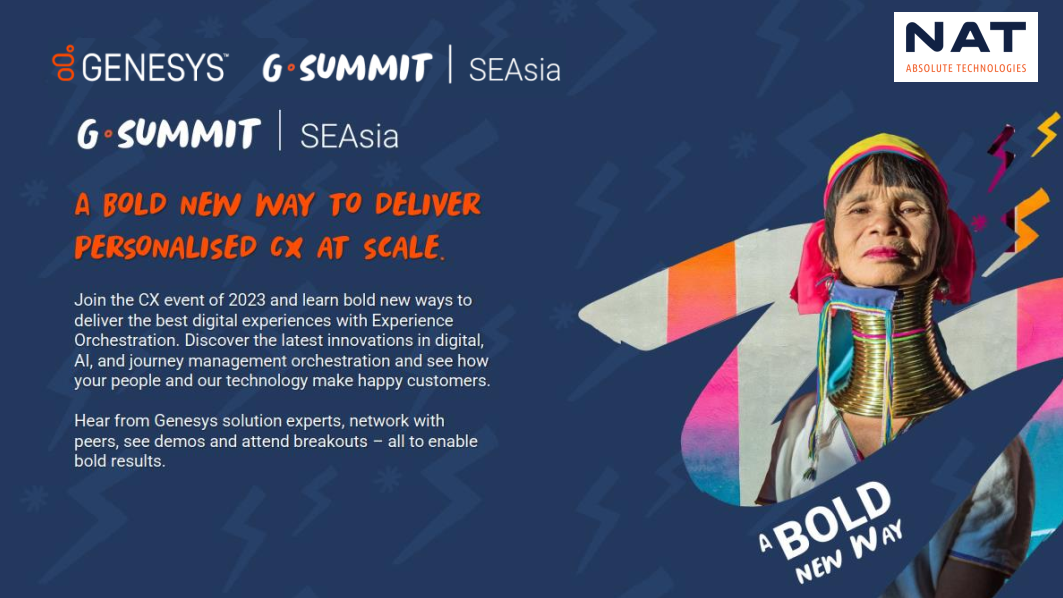 GENESYS™ G•SUMMIT | SEAsia
NAT
ABSOLUTE TECHNOLOGIES
G•SUMMIT | SEAsia
A BOLD NEW WAY TO DELIVER
PERSONALISED CX AT SCALE.
Join the CX event of 2023 and learn bold new ways to
deliver the best digital experiences with Experience
Orchestration. Discover the latest innovations in digital,
AI, and journey management orchestration and see how
your people and our technology make happy customers.
Hear from Genesys solution experts, network with
peers, see demos and attend breakouts – all to enable
bold results.
A BOLD
NEW WAY